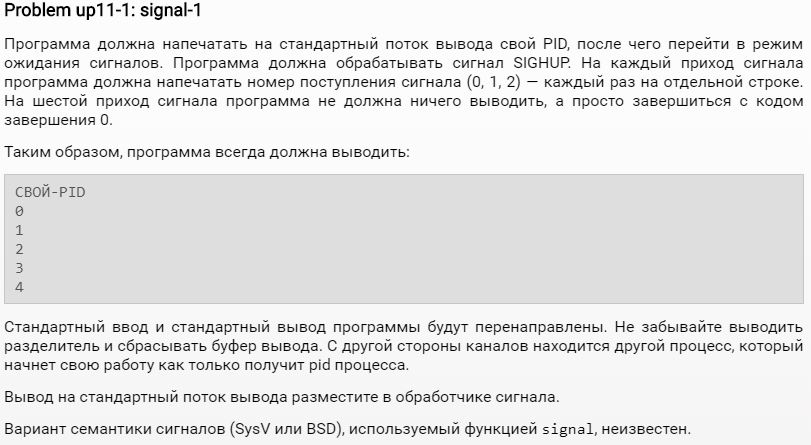 Problem up11-1: signal-1
Программа должна напечатать на стандартный поток вывода свой PID, после чего перейти в режим
ожидания сигналов. Программа должна обрабатывать сигнал SIGHUP. На каждый приход сигнала
программа должна напечатать номер поступления сигнала (0, 1, 2) — каждый раз на отдельной строке.
На шестой приход сигнала программа не должна ничего выводить, а просто завершиться с кодом
завершения 0.
Таким образом, программа всегда должна выводить:
СВОЙ-PID
0
1
2
3
4
Стандартный ввод и стандартный вывод программы будут перенаправлены. Не забывайте выводить
разделитель и сбрасывать буфер вывода. С другой стороны каналов находится другой процесс, который
начнет свою работу как только получит pid процесса.
Вывод на стандартный поток вывода разместите в обработчике сигнала.
Вариант семантики сигналов (SysV или BSD), используемый функцией signal, неизвестен.